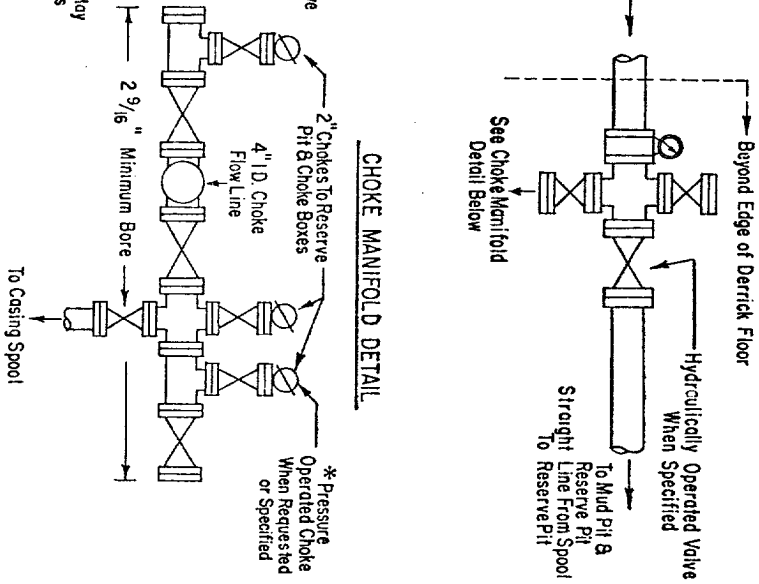 Beyond Edge of Derrick Floor
Hydraulically Operated Valve
When Specified
To Mud Pit &
Reserve Pit
Straight Line From Spool
To Reserve Pit
See Choke Manifold
Detail Below
CHOKE MANIFOLD DETAIL
2" Chokes To Reserve
Pit & Choke Boxes
4" I.D. Choke
Flow Line
2 9/16" Minimum Bore
*Pressure
Operated Choke
When Requested
or Specified
To Casing Spool